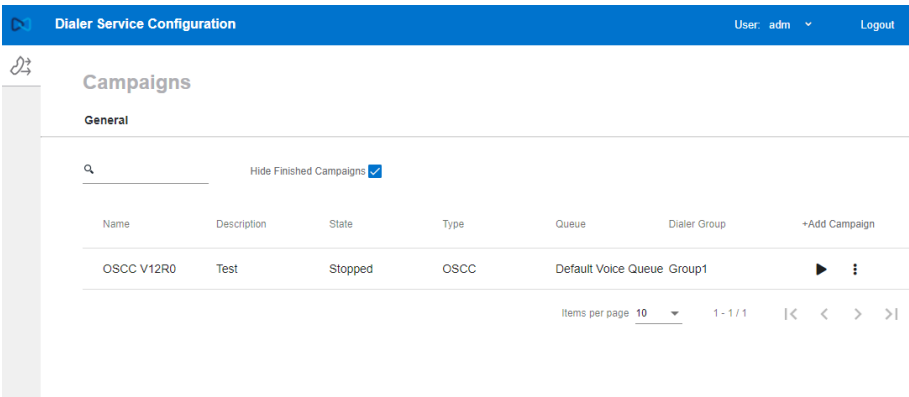 Dialer Service Configuration User: adm Logout
Campaigns
General
Hide Finished Campaigns
Name Description State Type Queue Dialer Group +Add Campaign
OSCC V12R0 Test Stopped OSCC Default Voice Queue Group1
Items per page 10 1 - 1 / 1